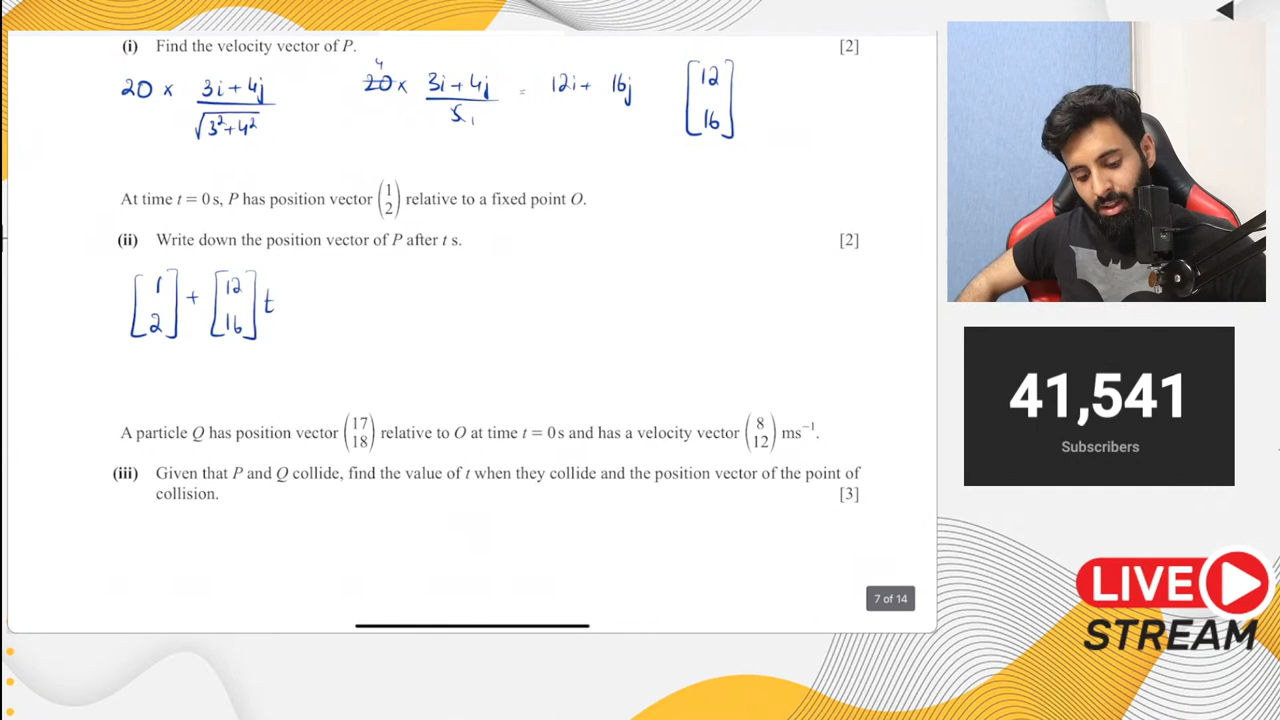 (i) Find the velocity vector of P. [2]
20 × 3i + 4j / √3²+4² 4 20 × 3i + 4j / 5 = 12i + 16j [12 16]
At time t = 0 s, P has position vector (1 2) relative to a fixed point O.
(ii) Write down the position vector of P after t s. [2]
[1 2] + [12 16] t
A particle Q has position vector (17 18) relative to O at time t = 0 s and has a velocity vector (8 12) ms⁻¹.
(iii) Given that P and Q collide, find the value of t when they collide and the position vector of the point of
collision. [3]
7 of 14
41,541
Subscribers
LIVE
STREAM